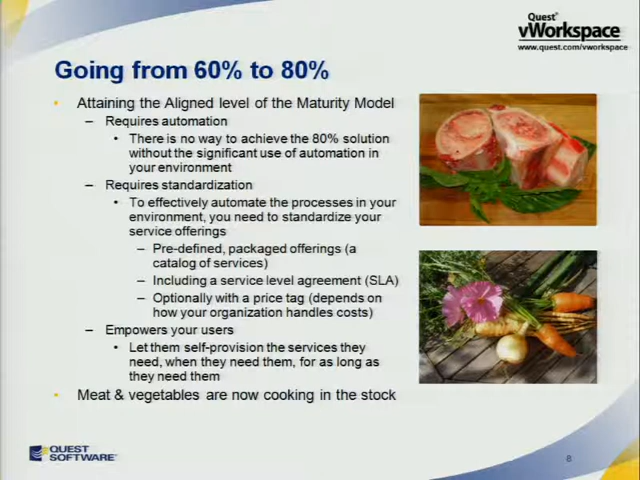 Quest®
vWorkspace
www.quest.com/vworkspace
Going from 60% to 80%
• Attaining the Aligned level of the Maturity Model
– Requires automation
• There is no way to achieve the 80% solution
without the significant use of automation in
your environment
– Requires standardization
• To effectively automate the processes in your
environment, you need to standardize your
service offerings
– Pre-defined, packaged offerings (a
catalog of services)
– Including a service level agreement (SLA)
– Optionally with a price tag (depends on
how your organization handles costs)
– Empowers your users
• Let them self-provision the services they
need, when they need them, for as long as
they need them
• Meat & vegetables are now cooking in the stock
QUEST
SOFTWARE®
8